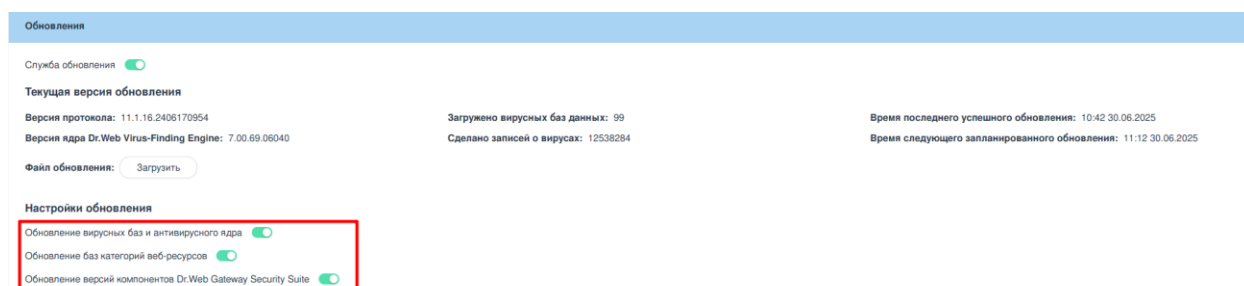 Обновления
Служба обновления
Текущая версия обновления
Версия протокола: 11.1.16.2406170954 Загружено вирусных баз данных: 99 Время последнего успешного обновления: 10:42 30.06.2025
Версия ядра Dr.Web Virus-Finding Engine: 7.00.69.06040 Сделано записей о вирусах: 12538284 Время следующего запланированного обновления: 11:12 30.06.2025
Файл обновления: Загрузить
Настройки обновления
Обновление вирусных баз и антивирусного ядра
Обновление баз категорий веб-ресурсов
Обновление версий компонентов Dr.Web Gateway Security Suite